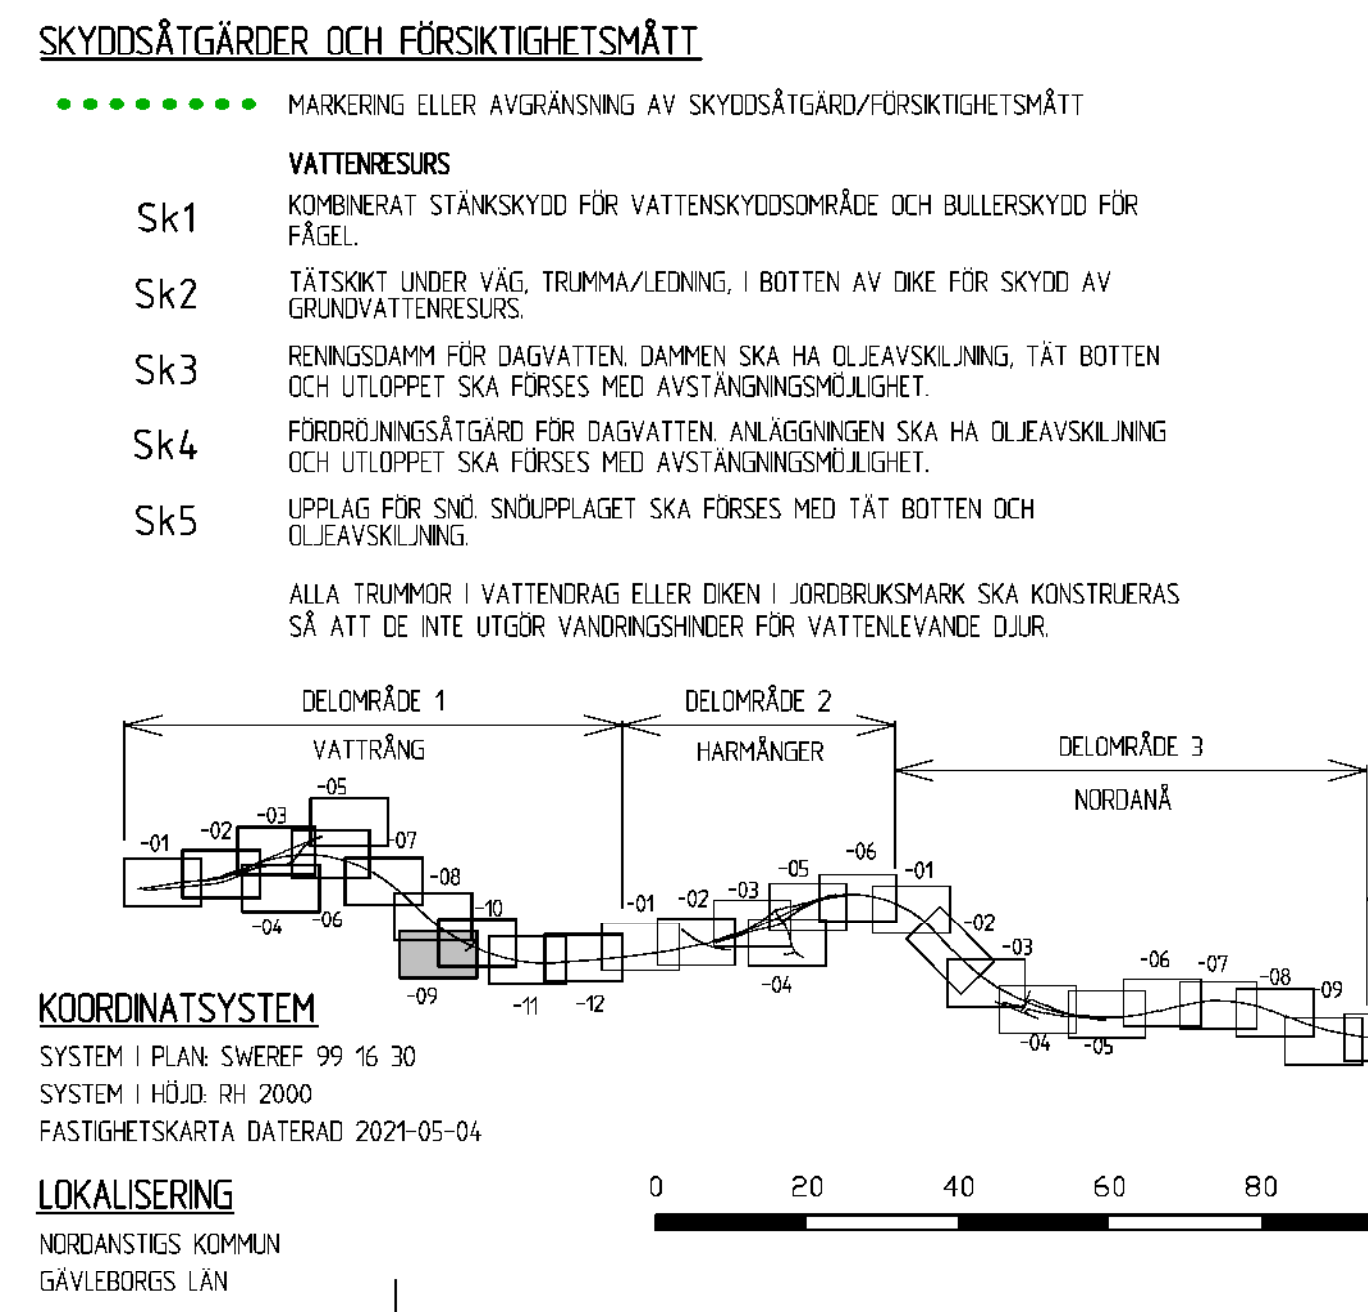 SKYDDSÅTGÄRDER OCH FÖRSIKTIGHETSMÅTT
MARKERING ELLER AVGRÄNSNING AV SKYDDSÅTGÄRD/FÖRSIKTIGHETSMÅTT
VATTENRESURS
Sk1 KOMBINERAT STÄNKSKYDD FÖR VATTENSKYDDSOMRÅDE OCH BULLERSKYDD FÖR
FÅGEL.
Sk2 TÄTSKIKT UNDER VÄG, TRUMMA/LEDNING, I BOTTEN AV DIKE FÖR SKYDD AV
GRUNDVATTENRESURS.
Sk3 RENINGSDAMM FÖR DAGVATTEN. DAMMEN SKA HA OLJEAVSKILJNING, TÄT BOTTEN
OCH UTLOPPET SKA FÖRSES MED AVSTÄNGNINGSMÖJLIGHET.
Sk4 FÖRDRÖJNINGSÅTGÄRD FÖR DAGVATTEN. ANLÄGGNINGEN SKA HA OLJEAVSKILJNING
OCH UTLOPPET SKA FÖRSES MED AVSTÄNGNINGSMÖJLIGHET.
Sk5 UPPLAG FÖR SNÖ. SNÖUPPLAGET SKA FÖRSES MED TÄT BOTTEN OCH
OLJEAVSKILJNING.
ALLA TRUMMOR I VATTENDRAG ELLER DIKEN I JORDBRUKSMARK SKA KONSTRUERAS
SÅ ATT DE INTE UTGÖR VANDRINGSHINDER FÖR VATTENLEVANDE DJUR.
DELOMRÅDE 1
VATTRÅNG
-01
-02
-03
-04
-05
-06
-07
-08
-09
-10
-11
-12
DELOMRÅDE 2
HARMÅNGER
-01
-02
-03
-04
-05
-06
DELOMRÅDE 3
NORDANÅ
-01
-02
-03
-04
-05
-06
-07
-08
-09
KOORDINATSYSTEM
SYSTEM I PLAN: SWEREF 99 16 30
SYSTEM I HÖJD: RH 2000
FASTIGHETSKARTA DATERAD 2021-05-04
LOKALISERING
NORDANSTIGS KOMMUN
GÄVLEBORGS LÄN
0 20 40 60 80